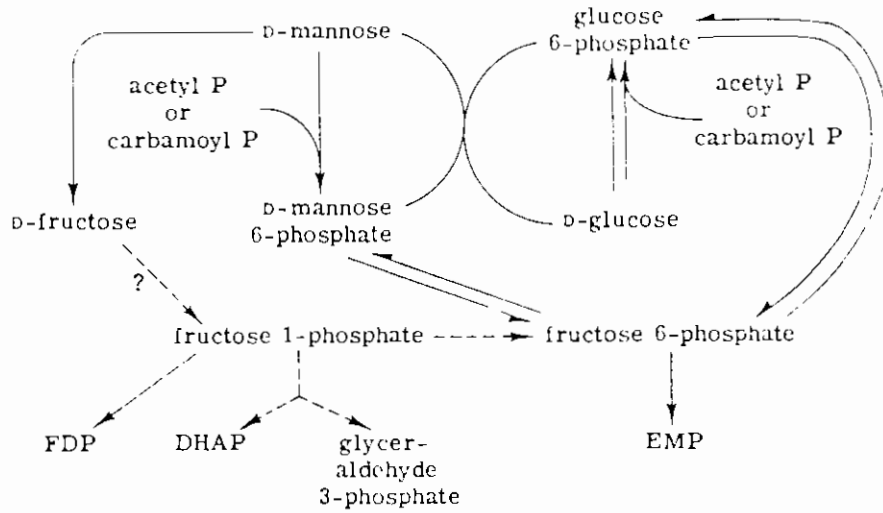 D-mannose
glucose
6-phosphate
acetyl P
or
carbamoyl P
acetyl P
or
carbamoyl P
D-fructose
D-mannose
6-phosphate
D-glucose
?
fructose 1-phosphate
fructose 6-phosphate
FDP
DHAP
glycer-
aldehyde
3-phosphate
EMP